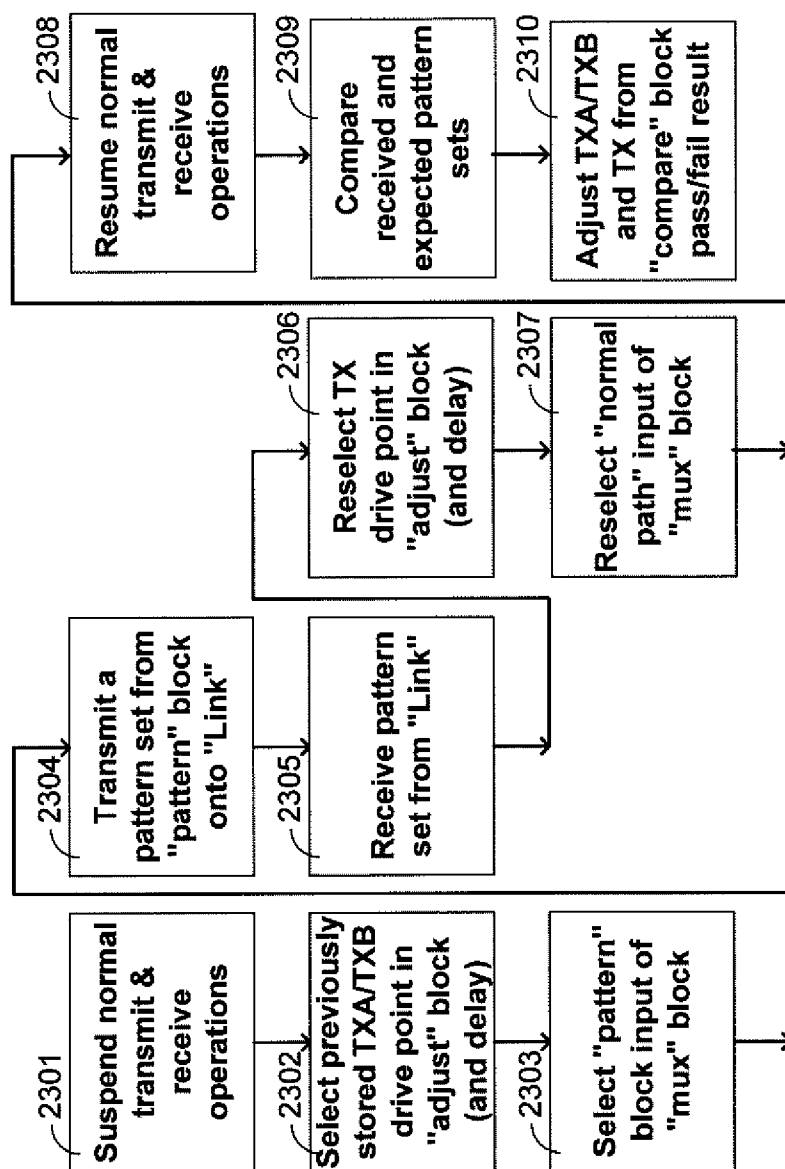 2301
Suspend normal
transmit &
receive
operations
2302
Select previously
stored TXA/TXB
drive point in
"adjust" block
(and delay)
2303
Select "pattern"
block input of
"mux" block
2304
Transmit a
pattern set from
"pattern" block
onto "Link"
2305
Receive pattern
set from "Link"
2306
Reselect TX
drive point in
"adjust" block
(and delay)
2307
Reselect "normal
path" input of
"mux" block
2308
Resume normal
transmit &
receive
operations
2309
Compare
received and
expected pattern
sets
2310
Adjust TXA/TXB
and TX from
"compare" block
pass/fail result